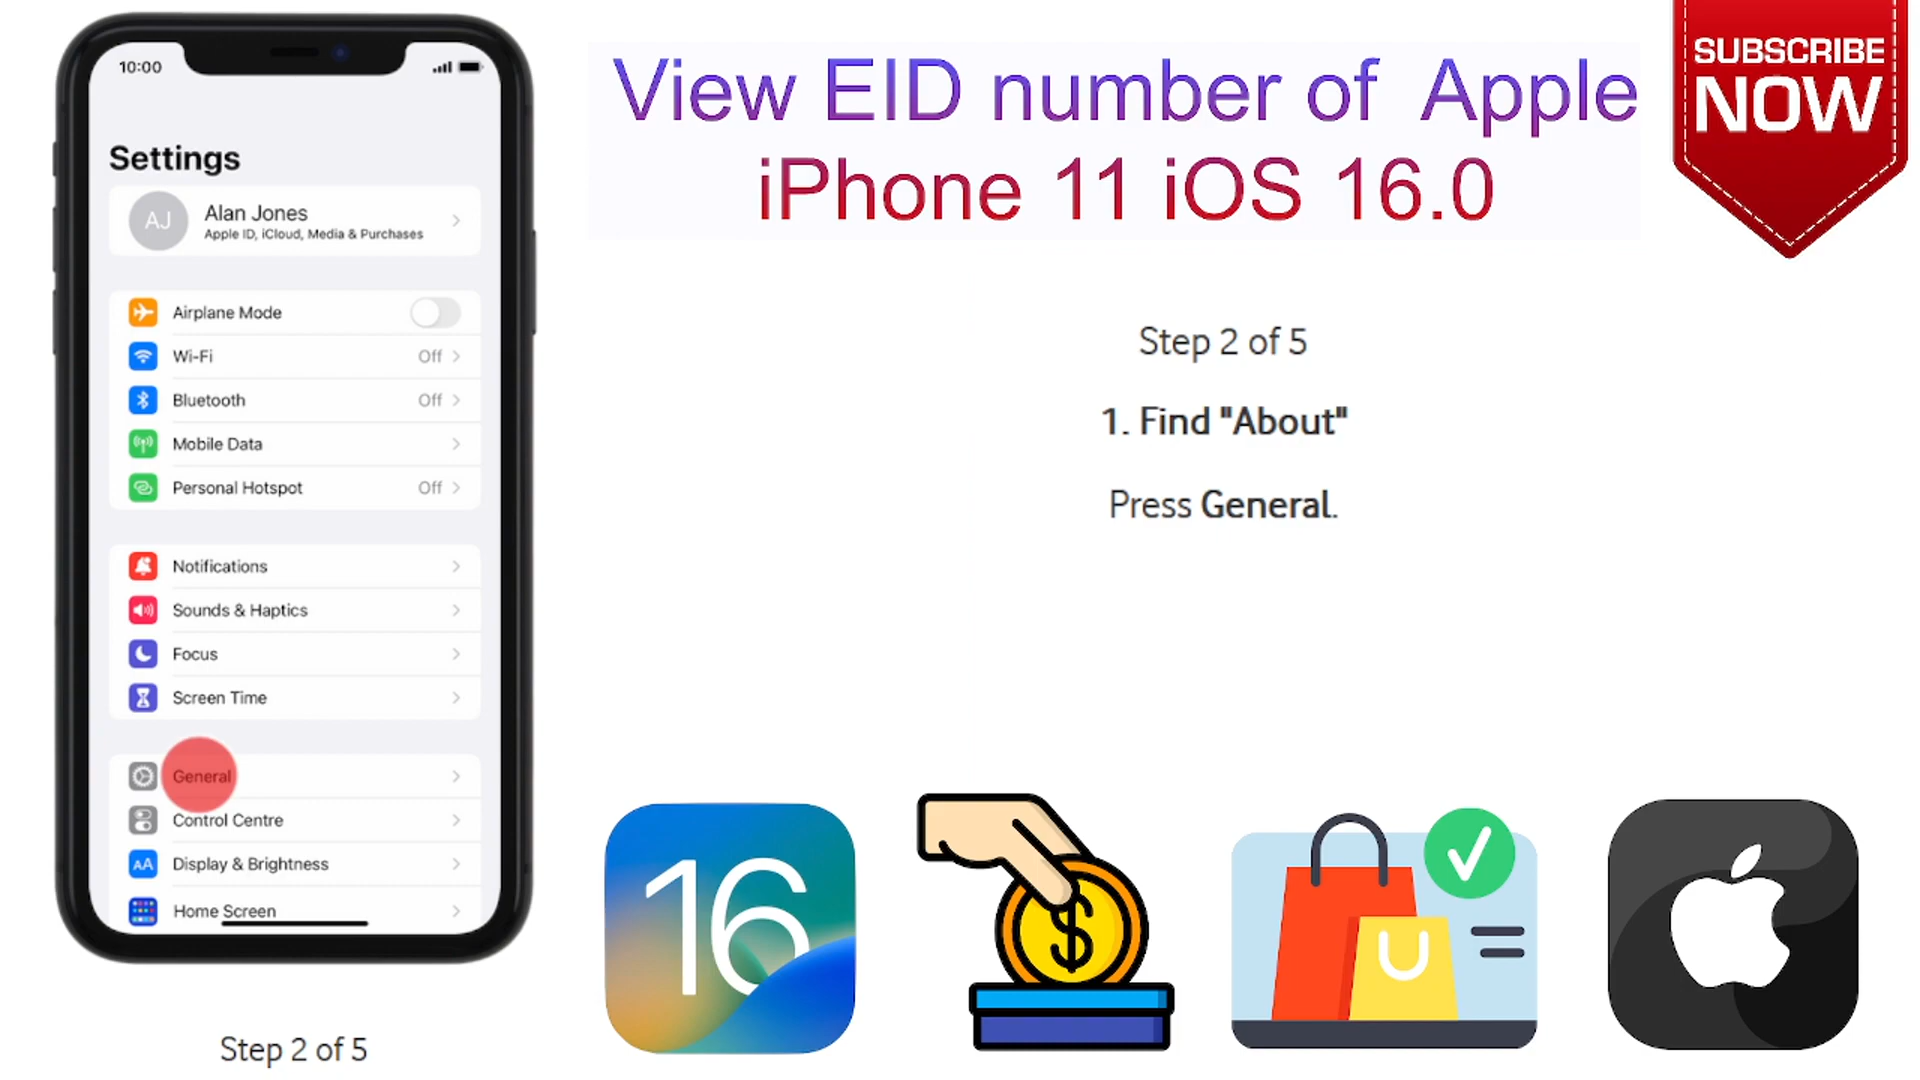 10:00
Settings
AJ
Alan Jones
Apple ID, iCloud, Media & Purchases
Airplane Mode
Wi-Fi Off
Bluetooth Off
Mobile Data
Personal Hotspot Off
Notifications
Sounds & Haptics
Focus
Screen Time
General
Control Centre
AA Display & Brightness
Home Screen
Step 2 of 5
View EID number of Apple
iPhone 11 iOS 16.0
SUBSCRIBE
NOW
Step 2 of 5
1. Find "About"
Press General.
16
$